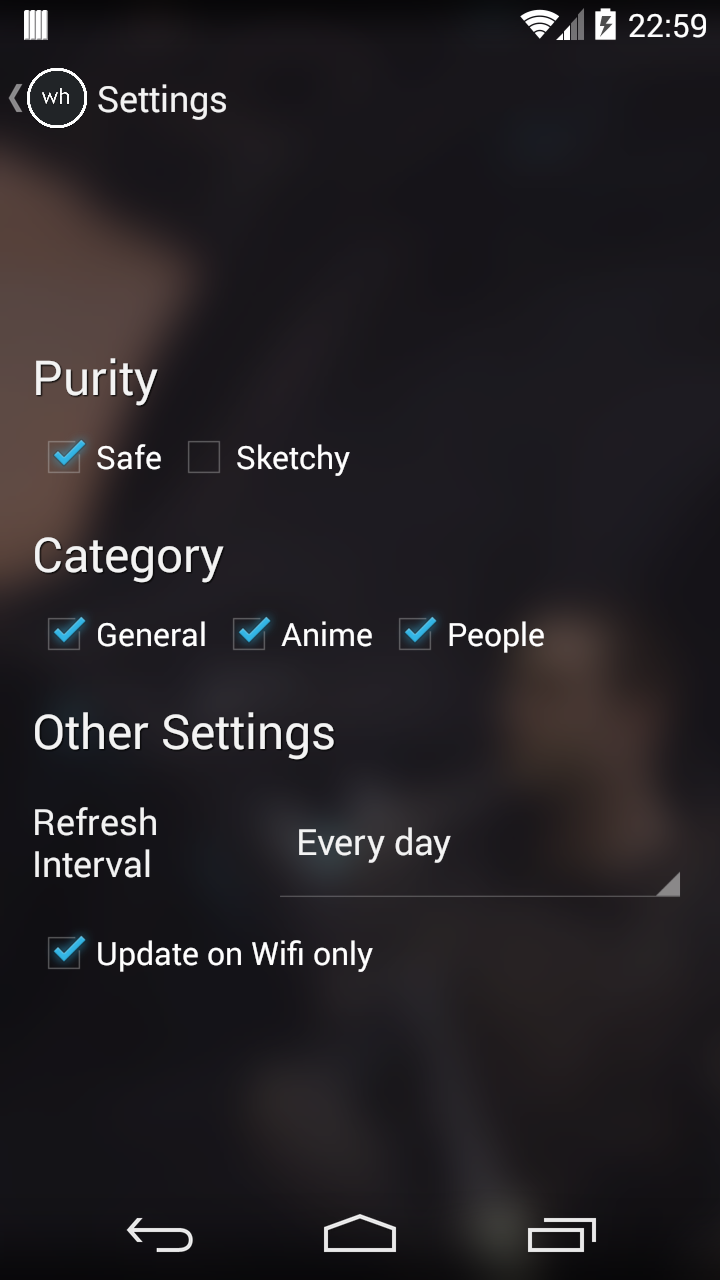 22:59
wh Settings
Purity
Safe Sketchy
Category
General Anime People
Other Settings
Refresh
Interval
Every day
Update on Wifi only